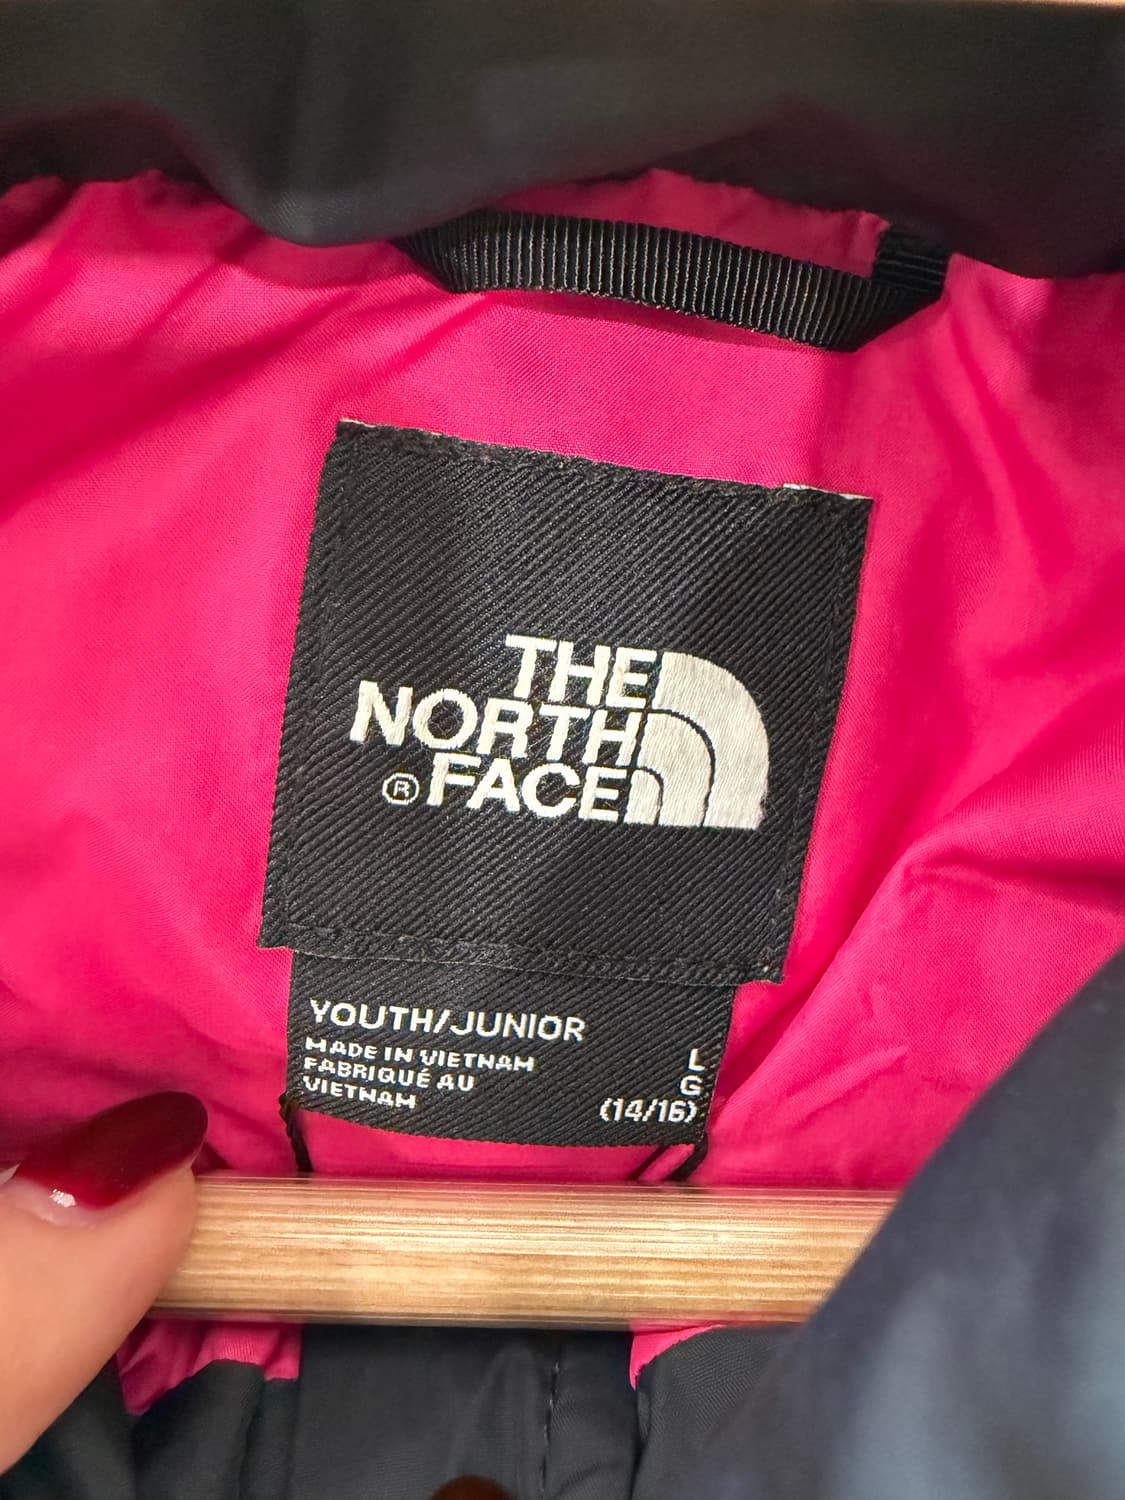 THE
NORTH
® FACE
YOUTH/JUNIOR
MADE IN VIETNAM
FABRIQUÉ AU
VIETNAM
L
G
(14/16)